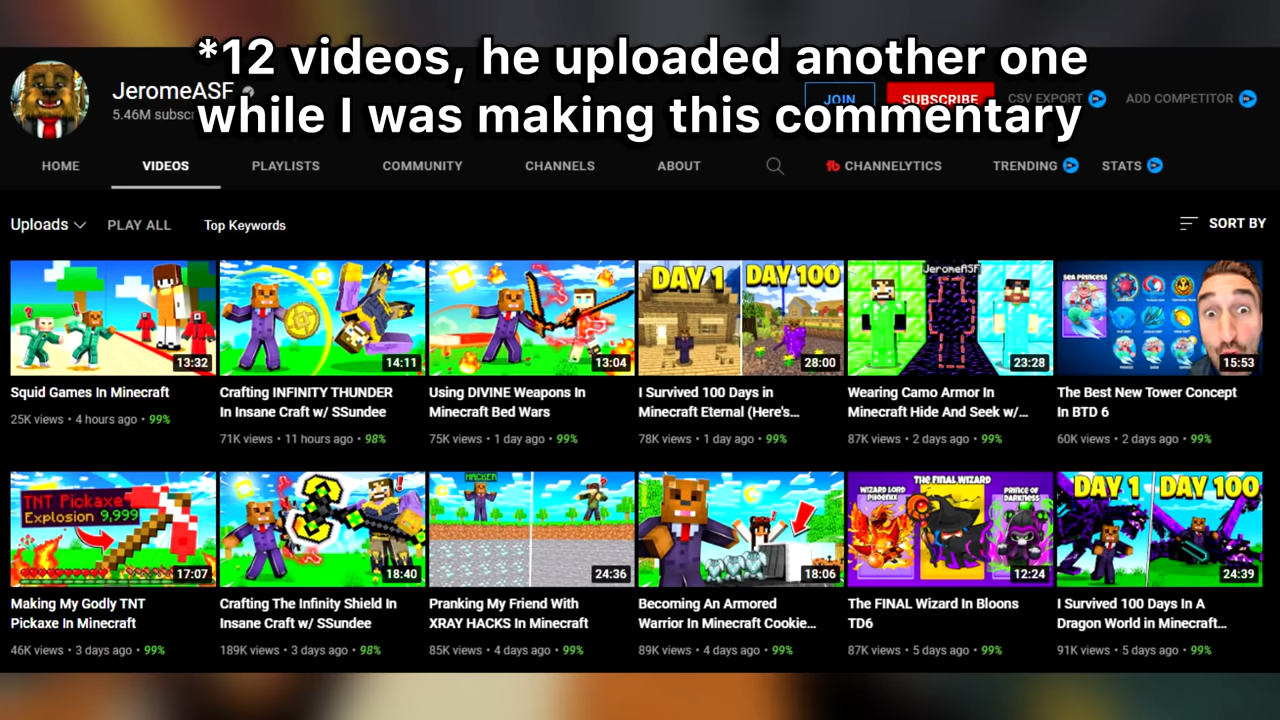 *12 videos, he uploaded another one
while I was making this commentary
JeromeASF
5.46M subsc
JOIN
SUBSCRIBE
CSV EXPORT
ADD COMPETITOR
HOME
VIDEOS
PLAYLISTS
COMMUNITY
CHANNELS
ABOUT
tb CHANNELYTICS
TRENDING
STATS
Uploads
PLAY ALL
Top Keywords
SORT BY
13:32
14:11
13:04
DAY 1
DAY 100
28:00
JeromeASF
23:28
SEA PRINCESS
15:53
Squid Games In Minecraft
25K views • 4 hours ago • 99%
Crafting INFINITY THUNDER
In Insane Craft w/ SSundee
71K views • 11 hours ago • 98%
Using DIVINE Weapons In
Minecraft Bed Wars
75K views • 1 day ago • 99%
I Survived 100 Days in
Minecraft Eternal (Here's...
78K views • 1 day ago • 99%
Wearing Camo Armor In
Minecraft Hide And Seek w/...
87K views • 2 days ago • 99%
The Best New Tower Concept
In BTD 6
60K views • 2 days ago • 99%
TNT Pickaxe
Explosion 9,999
17:07
18:40
HACKER
24:36
18:06
WIZARD LORD
PHOENIX
THE FINAL WIZARD
PRINCE OF
DARKNESS
12:24
DAY 1
DAY 100
24:39
Making My Godly TNT
Pickaxe In Minecraft
46K views • 3 days ago • 99%
Crafting The Infinity Shield In
Insane Craft w/ SSundee
189K views • 3 days ago • 98%
Pranking My Friend With
XRAY HACKS In Minecraft
85K views • 4 days ago • 99%
Becoming An Armored
Warrior In Minecraft Cookie...
89K views • 4 days ago • 99%
The FINAL Wizard In Bloons
TD6
87K views • 5 days ago • 99%
I Survived 100 Days In A
Dragon World in Minecraft...
91K views • 5 days ago • 99%